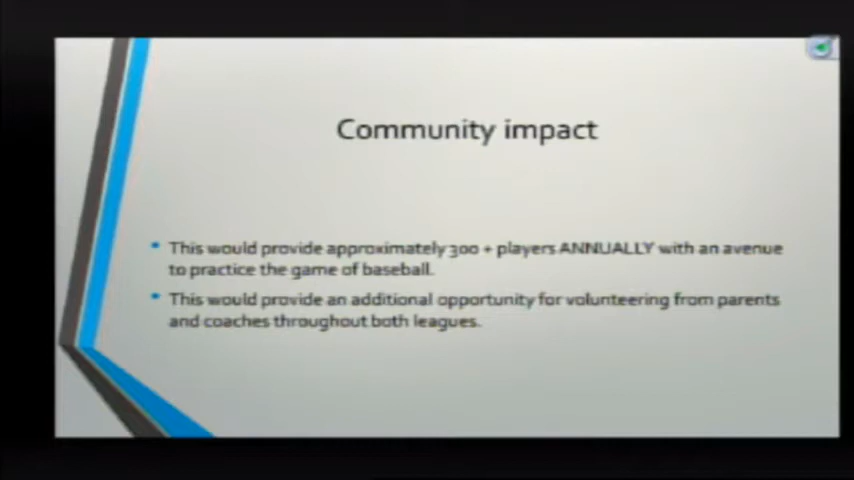 Community impact
This would provide approximately 300 + players ANNUALLY with an avenue
to practice the game of baseball.
This would provide an additional opportunity for volunteering from parents
and coaches throughout both leagues.